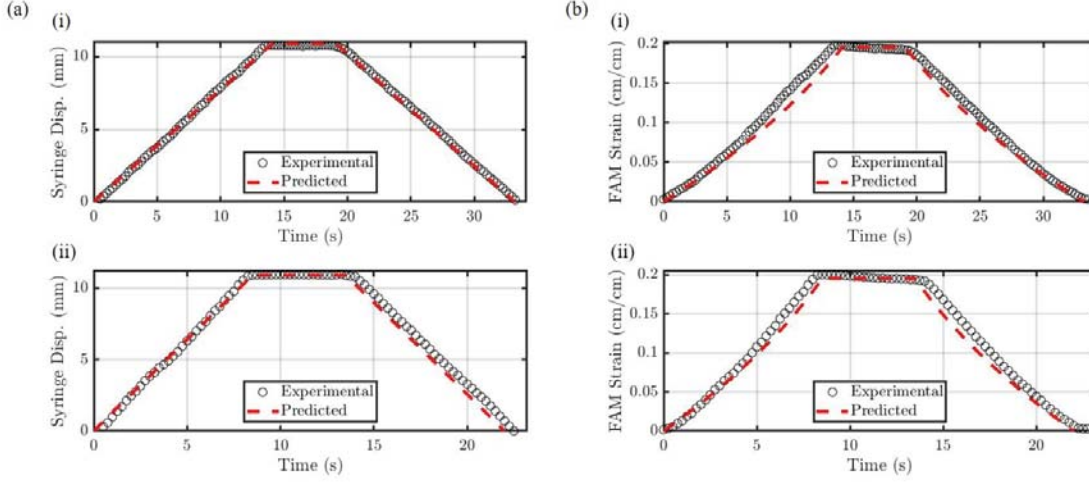 (a)
(i)
Syringe Disp. (mm)
10
5
0
Experimental
Predicted
0 5 10 15 20 25 30
Time (s)
(ii)
Syringe Disp. (mm)
10
5
0
Experimental
Predicted
0 5 10 15 20
Time (s)
(b)
(i)
FAM Strain (cm/cm)
0.2
0.15
0.1
0.05
0
Experimental
Predicted
0 5 10 15 20 25 30
Time (s)
(ii)
FAM Strain (cm/cm)
0.2
0.15
0.1
0.05
0
Experimental
Predicted
0 5 10 15 20
Time (s)